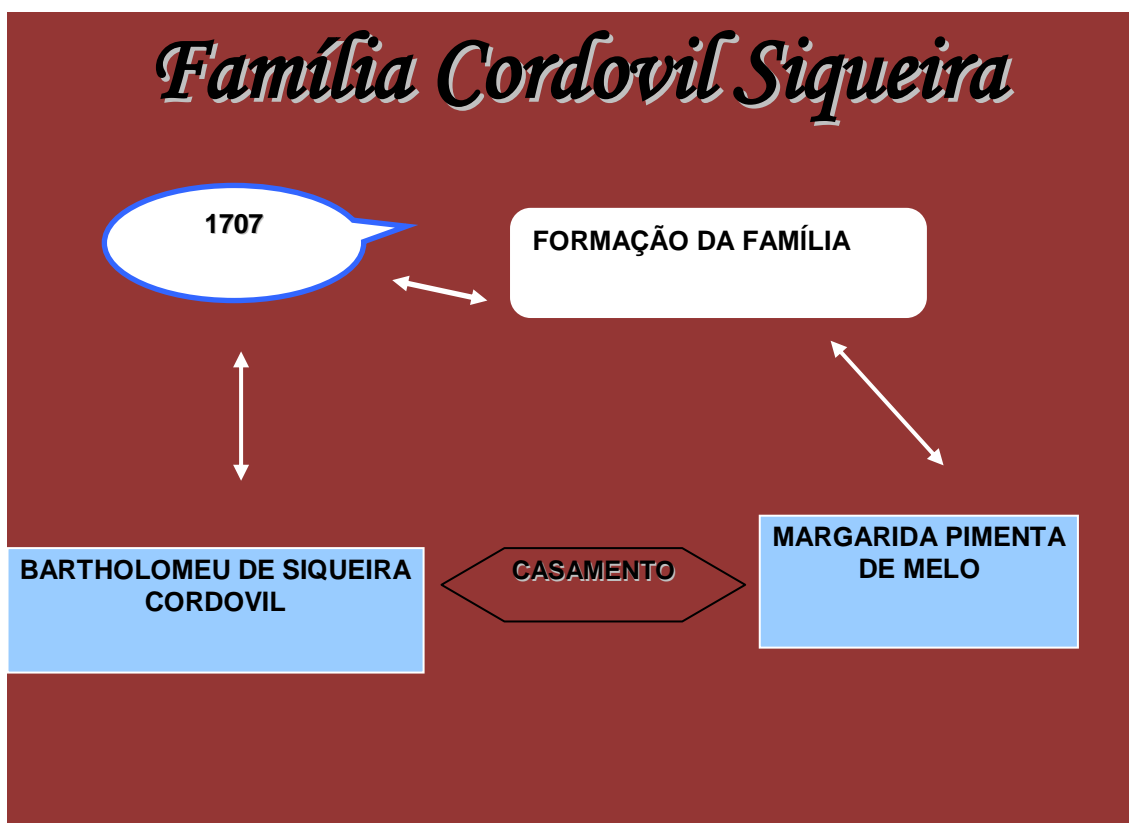 Família Cordovil Siqueira
1707
FORMAÇÃO DA FAMÍLIA
BARTHOLOMEU DE SIQUEIRA
CORDOVIL
CASAMENTO
MARGARIDA PIMENTA
DE MELO